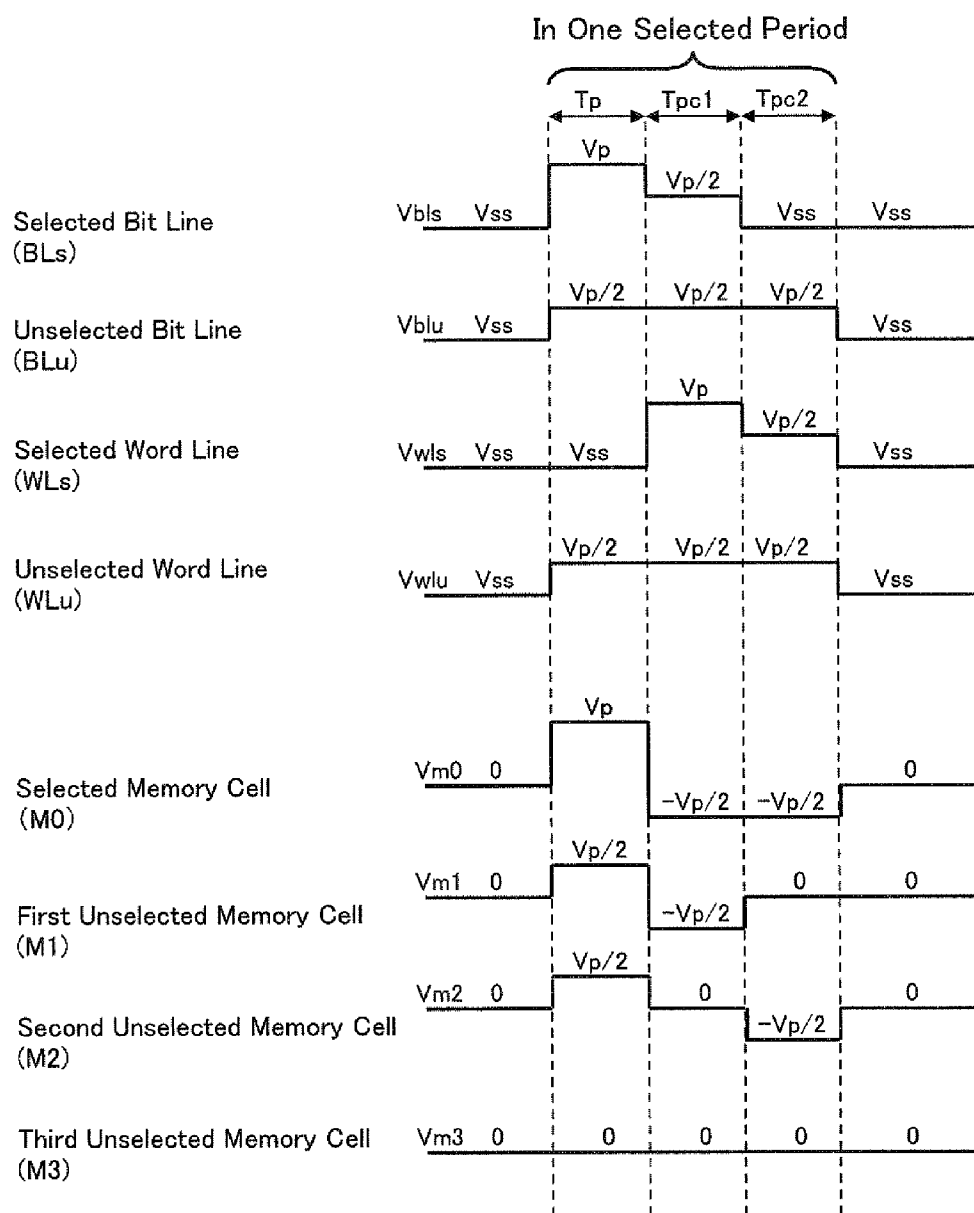 In One Selected Period
Tp Tpc1 Tpc2
Vp
Vp/2
Selected Bit Line Vbls Vss Vss Vss
(BLs)
Vp/2 Vp/2 Vp/2
Unselected Bit Line Vblu Vss Vss
(BLu)
Vp
Vp/2
Selected Word Line Vwls Vss Vss Vss
(WLs)
Vp/2 Vp/2 Vp/2
Unselected Word Line Vwlu Vss Vss
(WLu)
Vp
Vm0 0 0
Selected Memory Cell -Vp/2 -Vp/2
(M0)
Vp/2
Vm1 0 0 0
First Unselected Memory Cell -Vp/2
(M1)
Vp/2
Vm2 0 0 0
Second Unselected Memory Cell -Vp/2
(M2)
Third Unselected Memory Cell Vm3 0 0 0 0 0
(M3)